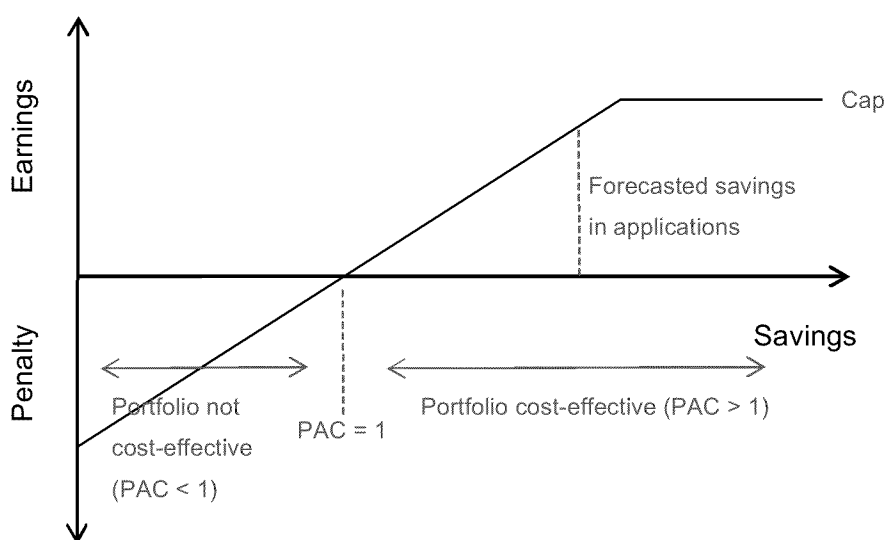 Earnings
Cap
Forecasted savings
in applications
Penalty
Savings
Portfolio not
cost-effective
(PAC < 1)
PAC = 1
Portfolio cost-effective (PAC > 1)